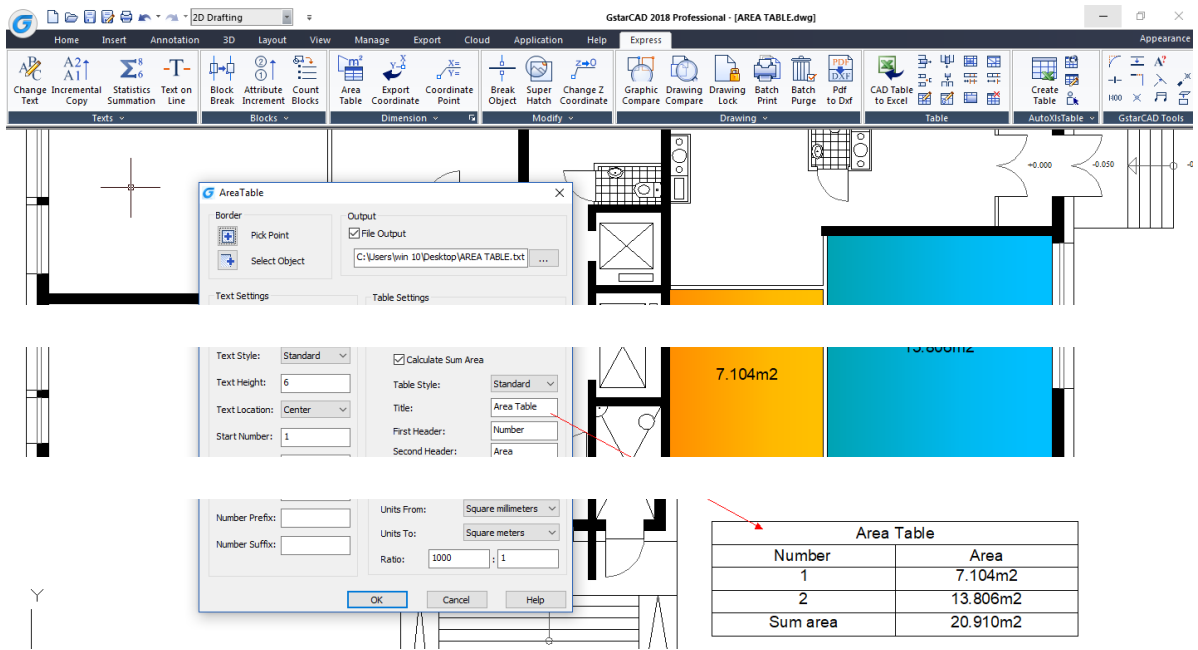 2D Drafting
GstarCAD 2018 Professional - [AREA TABLE.dwg]
Home Insert Annotation 3D Layout View Manage Export Cloud Application Help Express Appearance
Change Text
Incremental Copy
Statistics Summation
Text on Line
Block Break
Attribute Increment
Count Blocks
Area Table
Export Coordinate
Coordinate Point
Break Object
Super Hatch
Change Z Coordinate
Graphic Compare
Drawing Compare
Drawing Lock
Batch Print
Batch Purge
Pdf to Dxf
CAD Table to Excel
Create Table
Texts Blocks Dimension Modify Drawing Table AutoXlsTable GstarCAD Tools
+0.000
-0.050
AreaTable
Border
Pick Point
Select Object
Output
File Output
C:\Users\win 10\Desktop\AREA TABLE.txt
...
Text Settings
Table Settings
Text Style: Standard
Text Height: 6
Text Location: Center
Start Number: 1
Calculate Sum Area
Table Style: Standard
Title: Area Table
First Header: Number
Second Header: Area
Number Prefix:
Number Suffix:
Units From: Square millimeters
Units To: Square meters
Ratio: 1000 : 1
OK Cancel Help
7.104m2
13.806m2
Area Table
Number Area
1 7.104m2
2 13.806m2
Sum area 20.910m2
Y